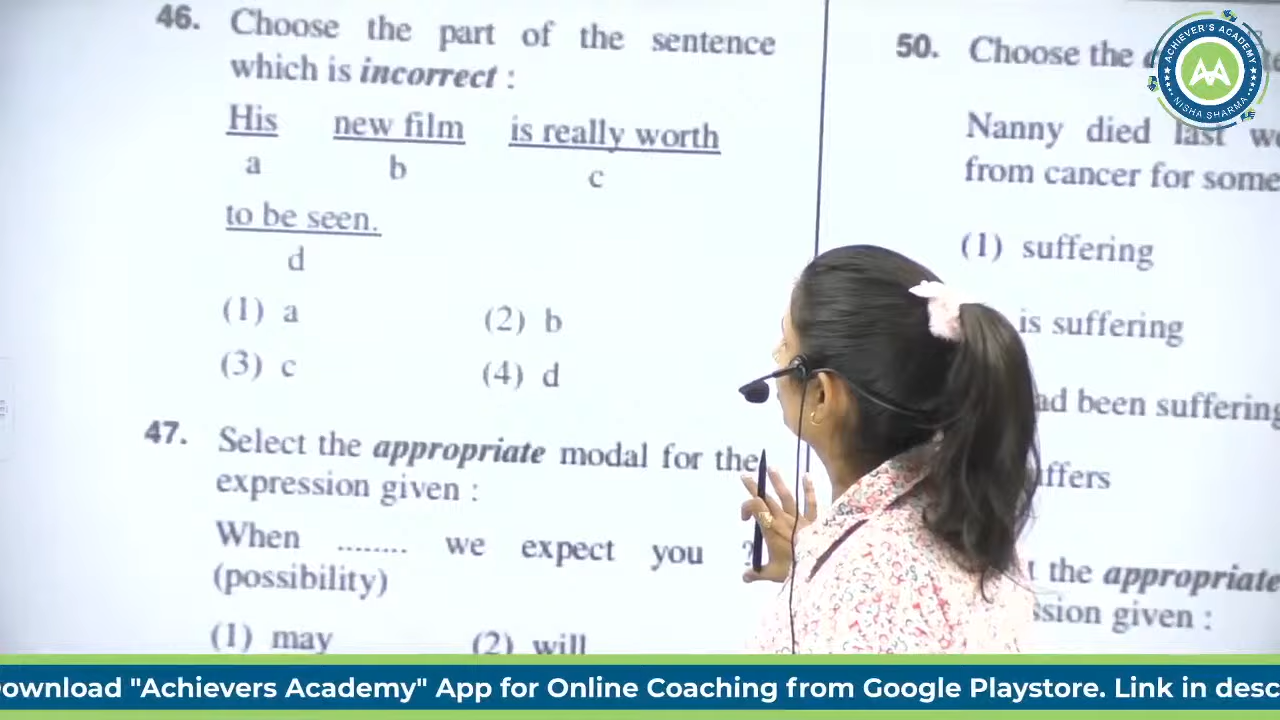 46. Choose the part of the sentence
which is incorrect :
His new film is really worth
a b c
to be seen.
d
(1) a (2) b
(3) c (4) d
47. Select the appropriate modal for the
expression given :
When ........ we expect you ?
(possibility)
(1) may (2) will
50. Choose the
Nanny died last
from cancer for some
(1) suffering
is suffering
had been suffering
the appropriate
given :
ACHIEVER'S ACADEMY
AA
NISHA SHARMA
Download "Achievers Academy" App for Online Coaching from Google Playstore. Link in desc